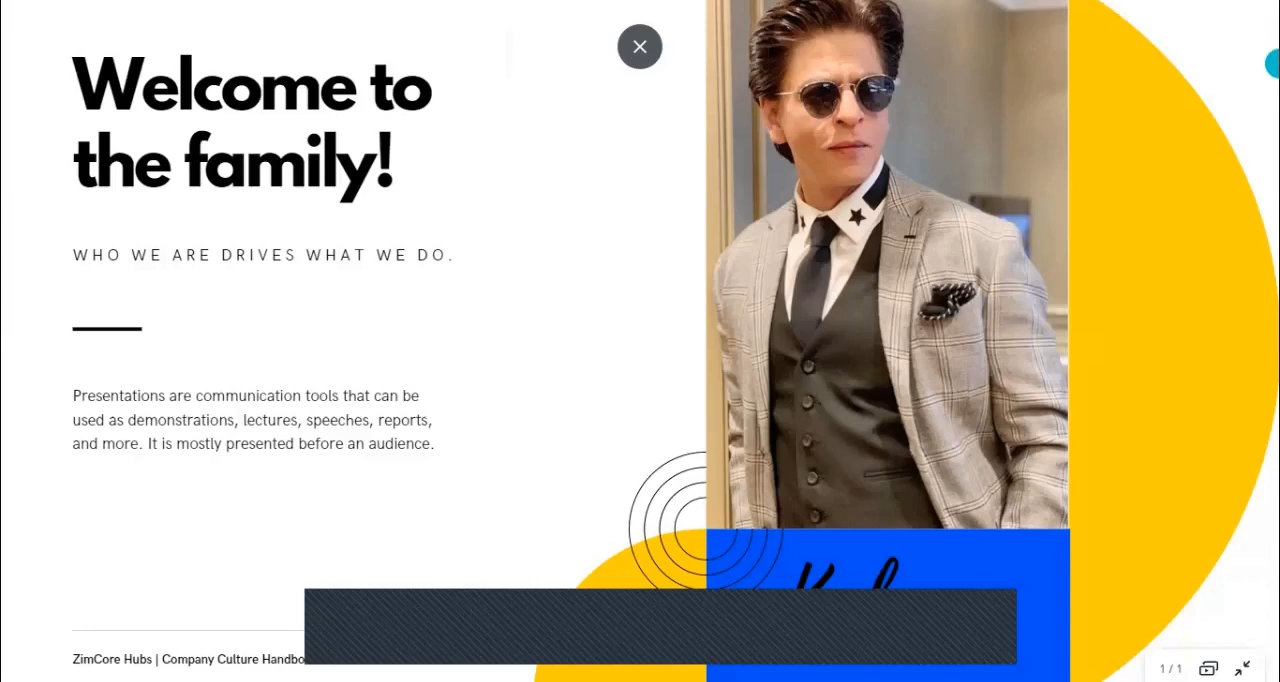 Welcome to
the family!
WHO WE ARE DRIVES WHAT WE DO.
Presentations are communication tools that can be
used as demonstrations, lectures, speeches, reports,
and more. It is mostly presented before an audience.
ZimCore Hubs | Company Culture Handbo
1 / 1